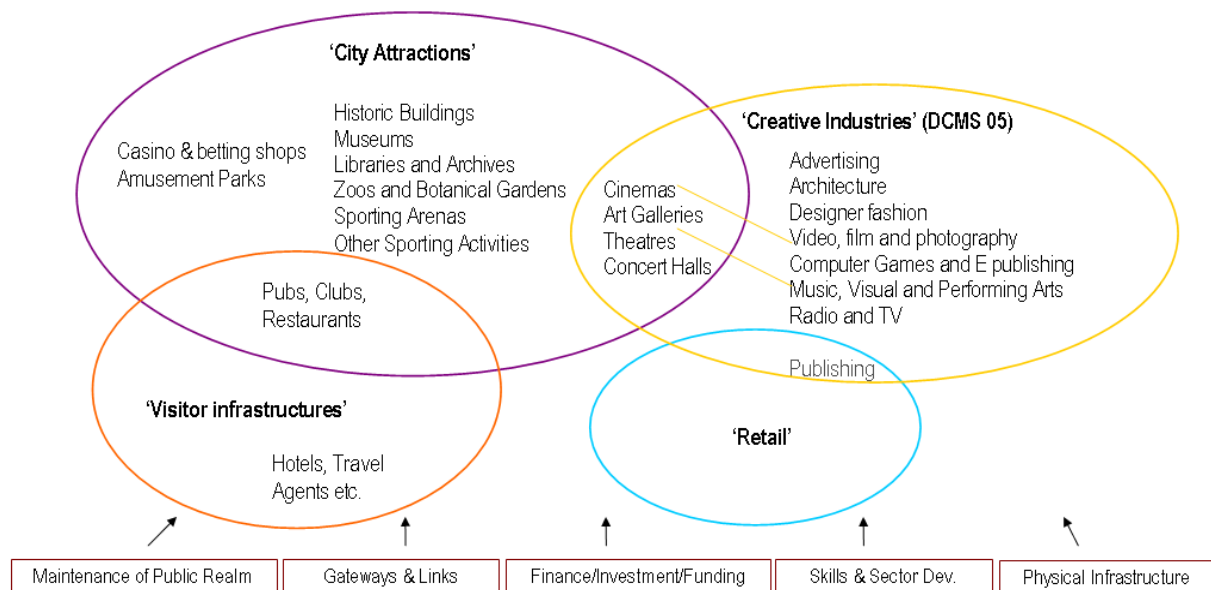 ‘City Attractions’
Historic Buildings
Museums
Libraries and Archives
Zoos and Botanical Gardens
Sporting Arenas
Other Sporting Activities
Casino & betting shops
Amusement Parks
‘Creative Industries’ (DCMS 05)
Advertising
Architecture
Designer fashion
Video, film and photography
Computer Games and E publishing
Music, Visual and Performing Arts
Radio and TV
Cinemas
Art Galleries
Theatres
Concert Halls
Pubs, Clubs,
Restaurants
Publishing
‘Visitor infrastructures’
Hotels, Travel
Agents etc.
‘Retail’
Maintenance of Public Realm
Gateways & Links
Finance/Investment/Funding
Skills & Sector Dev.
Physical Infrastructure